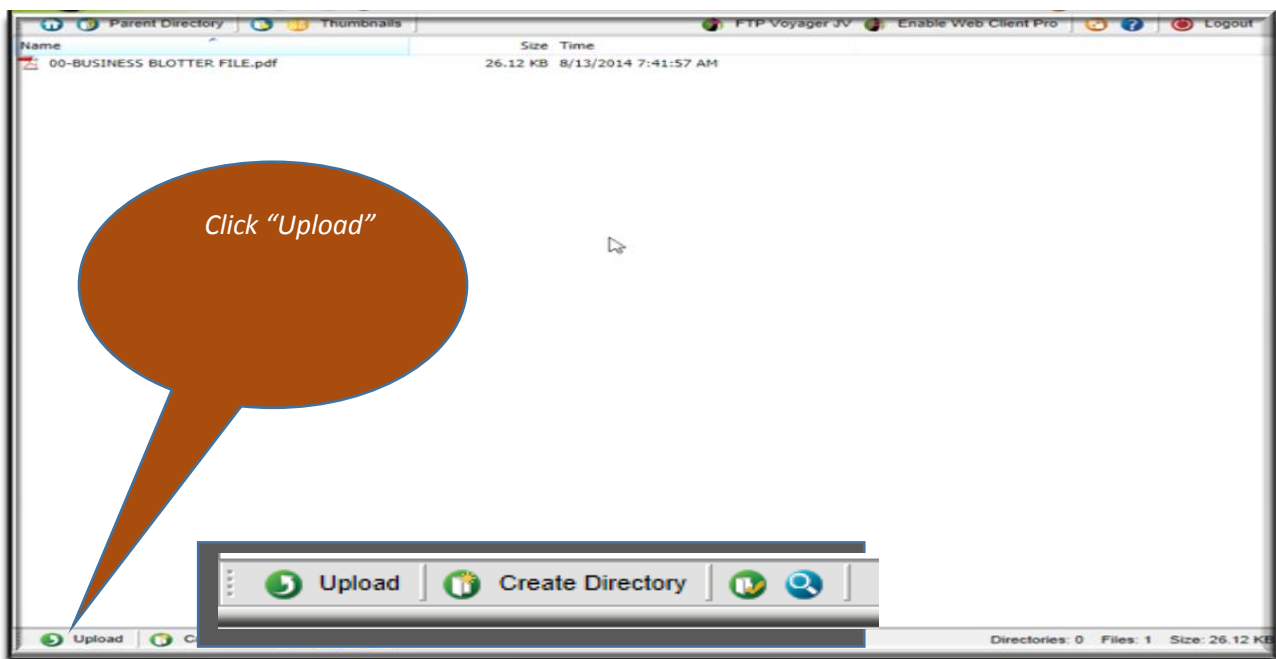 Parent Directory Thumbnails FTP Voyager JV Enable Web Client Pro Logout
Name Size Time
00-BUSINESS BLOTTER FILE.pdf 26.12 KB 8/13/2014 7:41:57 AM
Click “Upload”
Upload Create Directory
Upload Directories: 0 Files: 1 Size: 26.12 KB